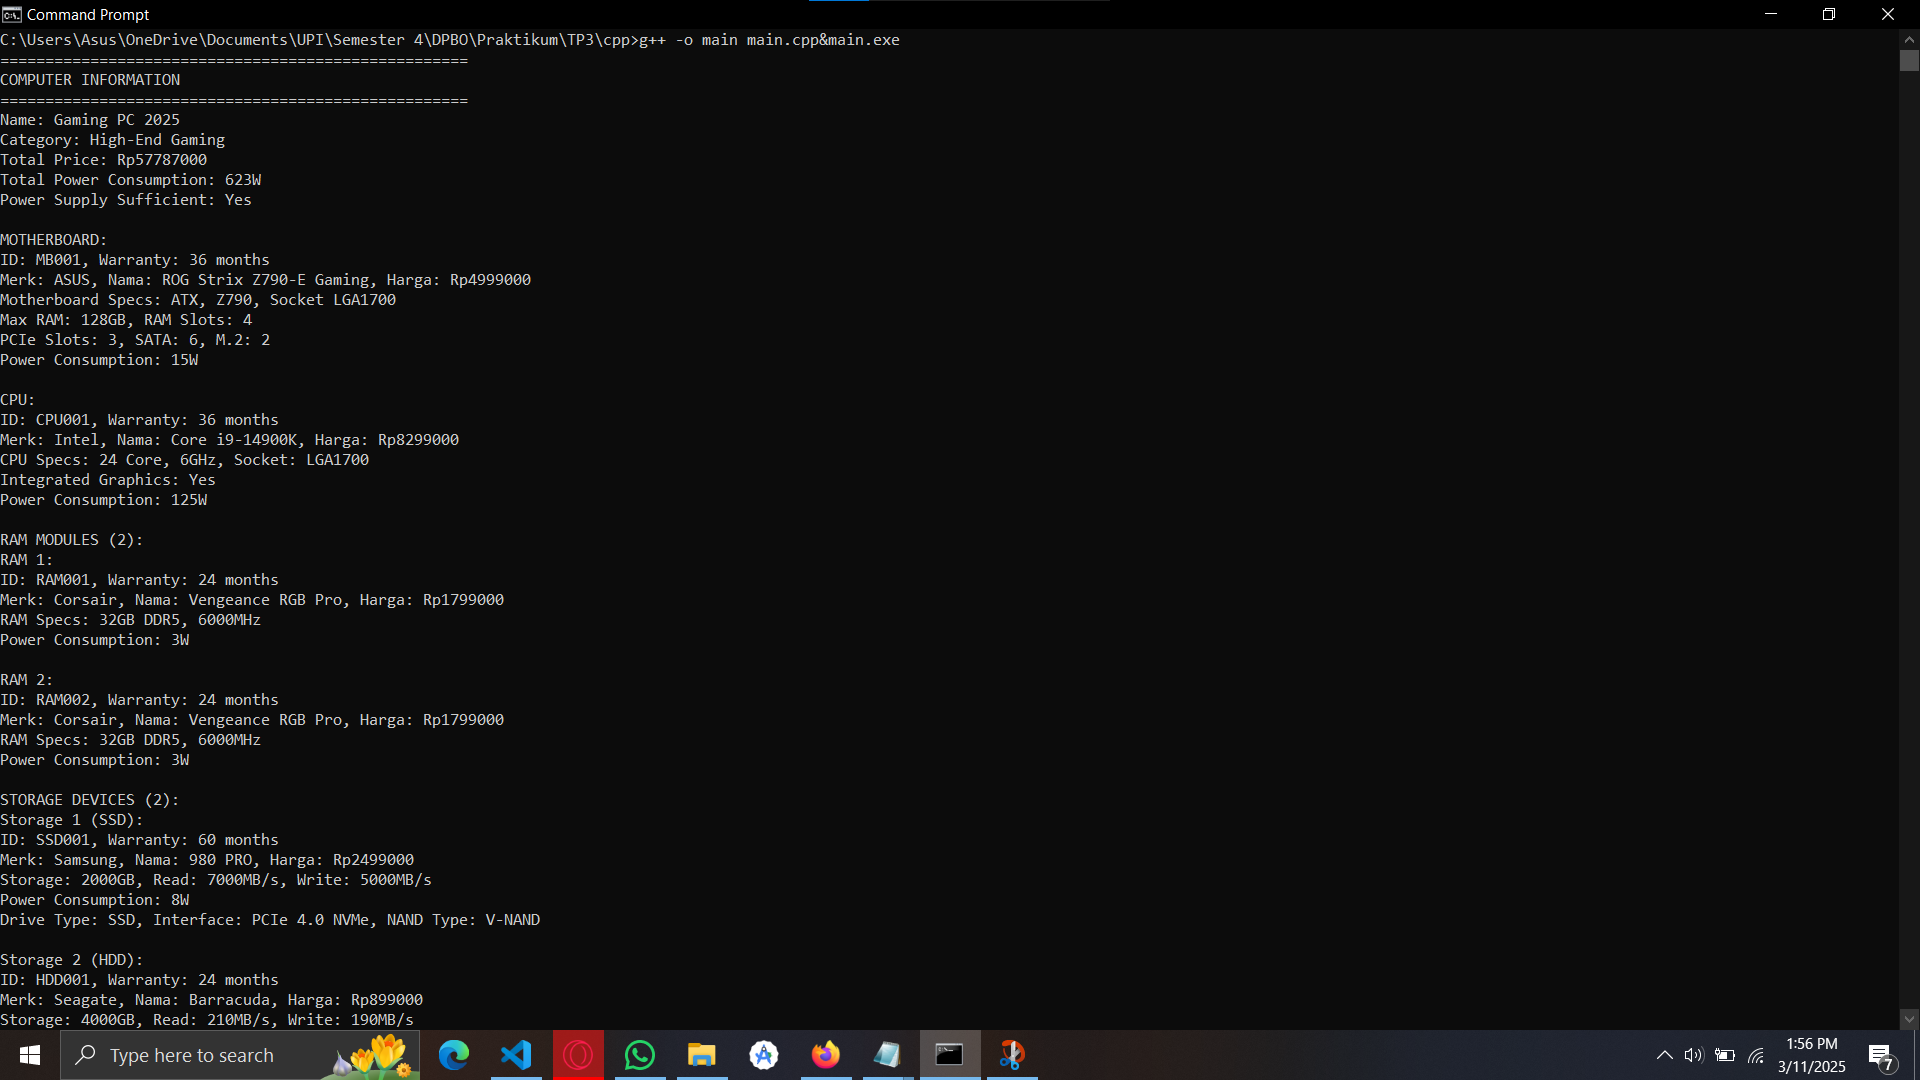 Command Prompt
C:\Users\Asus\OneDrive\Documents\UPI\Semester 4\DPBO\Praktikum\TP3\cpp>g++ -o main main.cpp&main.exe
====================================================
COMPUTER INFORMATION
====================================================
Name: Gaming PC 2025
Category: High-End Gaming
Total Price: Rp57787000
Total Power Consumption: 623W
Power Supply Sufficient: Yes

MOTHERBOARD:
ID: MB001, Warranty: 36 months
Merk: ASUS, Nama: ROG Strix Z790-E Gaming, Harga: Rp4999000
Motherboard Specs: ATX, Z790, Socket LGA1700
Max RAM: 128GB, RAM Slots: 4
PCIe Slots: 3, SATA: 6, M.2: 2
Power Consumption: 15W

CPU:
ID: CPU001, Warranty: 36 months
Merk: Intel, Nama: Core i9-14900K, Harga: Rp8299000
CPU Specs: 24 Core, 6GHz, Socket: LGA1700
Integrated Graphics: Yes
Power Consumption: 125W

RAM MODULES (2):
RAM 1:
ID: RAM001, Warranty: 24 months
Merk: Corsair, Nama: Vengeance RGB Pro, Harga: Rp1799000
RAM Specs: 32GB DDR5, 6000MHz
Power Consumption: 3W

RAM 2:
ID: RAM002, Warranty: 24 months
Merk: Corsair, Nama: Vengeance RGB Pro, Harga: Rp1799000
RAM Specs: 32GB DDR5, 6000MHz
Power Consumption: 3W

STORAGE DEVICES (2):
Storage 1 (SSD):
ID: SSD001, Warranty: 60 months
Merk: Samsung, Nama: 980 PRO, Harga: Rp2499000
Storage: 2000GB, Read: 7000MB/s, Write: 5000MB/s
Power Consumption: 8W
Drive Type: SSD, Interface: PCIe 4.0 NVMe, NAND Type: V-NAND

Storage 2 (HDD):
ID: HDD001, Warranty: 24 months
Merk: Seagate, Nama: Barracuda, Harga: Rp899000
Storage: 4000GB, Read: 210MB/s, Write: 190MB/s
Type here to search
1:56 PM
3/11/2025
7